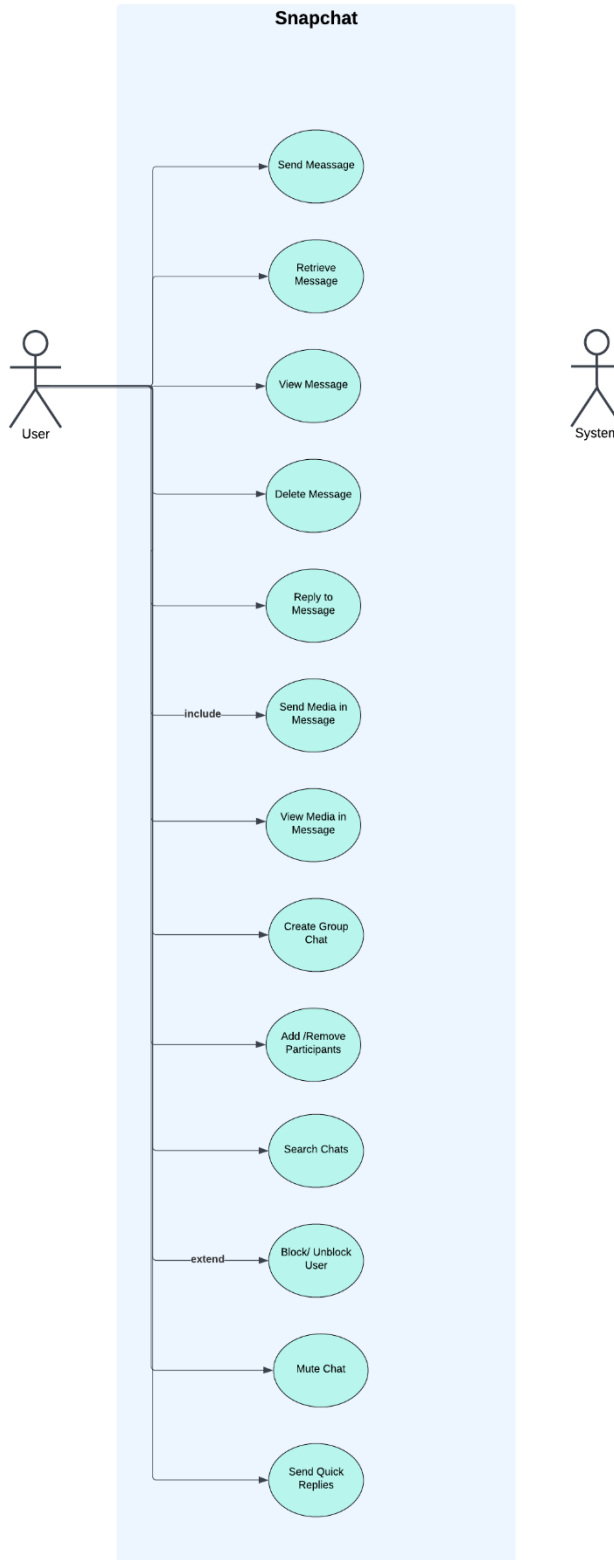 Snapchat
Send Meassage
Retrieve
Message
User
View Message
System
Delete Message
Reply to
Message
include
Send Media in
Message
View Media in
Message
Create Group
Chat
Add /Remove
Participants
Search Chats
extend
Block/ Unblock
User
Mute Chat
Send Quick
Replies